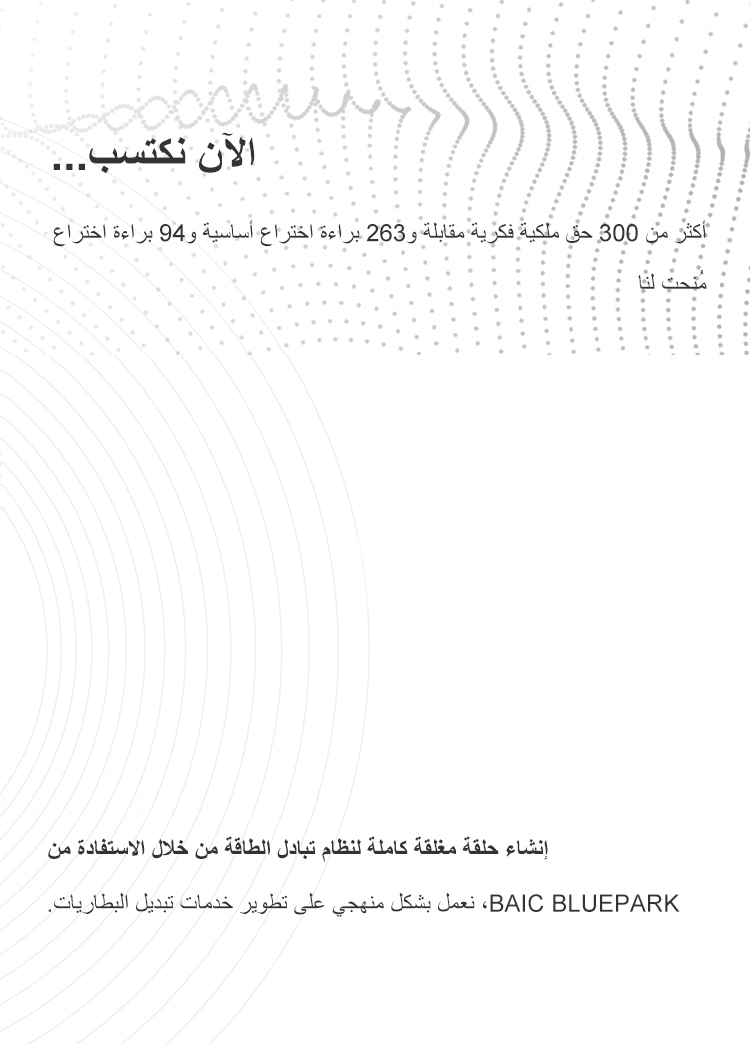 الآن نكتسب...
أكثر من 300 حق ملكية فكرية مقابلة و263 براءة اختراع أساسية و94 براءة اختراع
مُنحت لنا
إنشاء حلقة مغلقة كاملة لنظام تبادل الطاقة من خلال الاستفادة من
BAIC BLUEPARK، نعمل بشكل منهجي على تطوير خدمات تبديل البطاريات.